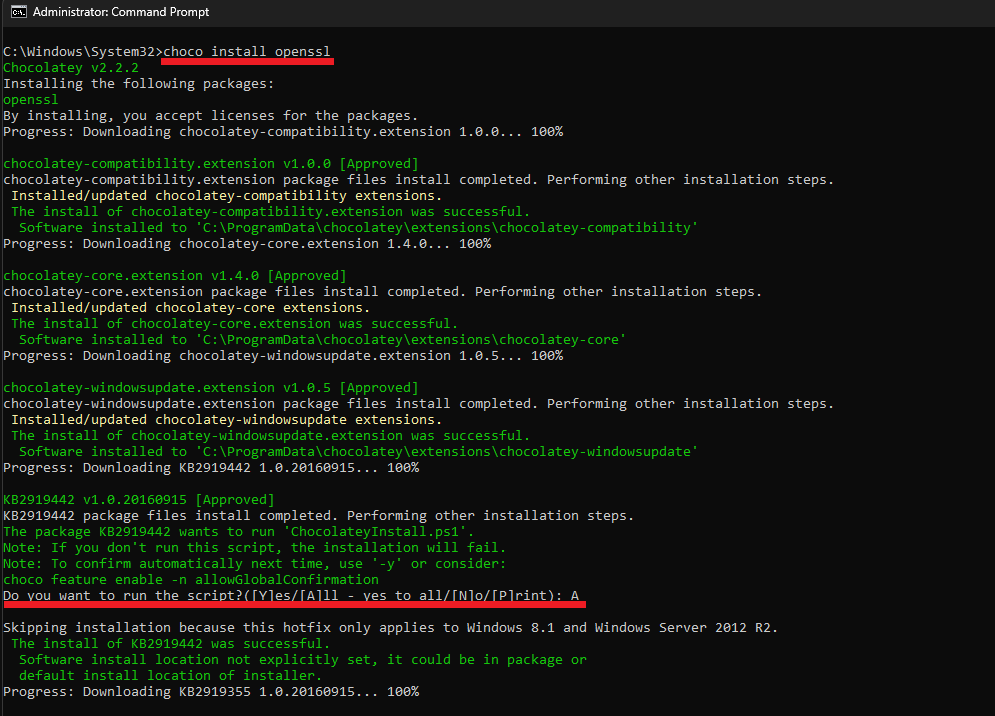 Administrator: Command Prompt
C:\Windows\System32>choco install openssl
Chocolatey v2.2.2
Installing the following packages:
openssl
By installing, you accept licenses for the packages.
Progress: Downloading chocolatey-compatibility.extension 1.0.0... 100%
chocolatey-compatibility.extension v1.0.0 [Approved]
chocolatey-compatibility.extension package files install completed. Performing other installation steps.
Installed/updated chocolatey-compatibility extensions.
The install of chocolatey-compatibility.extension was successful.
Software installed to 'C:\ProgramData\chocolatey\extensions\chocolatey-compatibility'
Progress: Downloading chocolatey-core.extension 1.4.0... 100%
chocolatey-core.extension v1.4.0 [Approved]
chocolatey-core.extension package files install completed. Performing other installation steps.
Installed/updated chocolatey-core extensions.
The install of chocolatey-core.extension was successful.
Software installed to 'C:\ProgramData\chocolatey\extensions\chocolatey-core'
Progress: Downloading chocolatey-windowsupdate.extension 1.0.5... 100%
chocolatey-windowsupdate.extension v1.0.5 [Approved]
chocolatey-windowsupdate.extension package files install completed. Performing other installation steps.
Installed/updated chocolatey-windowsupdate extensions.
The install of chocolatey-windowsupdate.extension was successful.
Software installed to 'C:\ProgramData\chocolatey\extensions\chocolatey-windowsupdate'
Progress: Downloading KB2919442 1.0.20160915... 100%
KB2919442 v1.0.20160915 [Approved]
KB2919442 package files install completed. Performing other installation steps.
The package KB2919442 wants to run 'ChocolateyInstall.ps1'.
Note: If you don't run this script, the installation will fail.
Note: To confirm automatically next time, use '-y' or consider:
choco feature enable -n allowGlobalConfirmation
Do you want to run the script?([Y]es/[A]ll - yes to all/[N]o/[P]rint): A
Skipping installation because this hotfix only applies to Windows 8.1 and Windows Server 2012 R2.
The install of KB2919442 was successful.
Software install location not explicitly set, it could be in package or
default install location of installer.
Progress: Downloading KB2919355 1.0.20160915... 100%